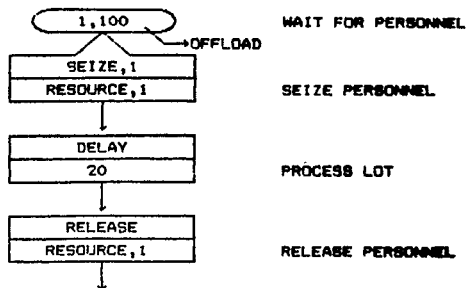 1,100 WAIT FOR PERSONNEL
OFFLOAD
SEIZE,1
RESOURCE,1 SEIZE PERSONNEL
DELAY
20 PROCESS LOT
RELEASE
RESOURCE,1 RELEASE PERSONNEL